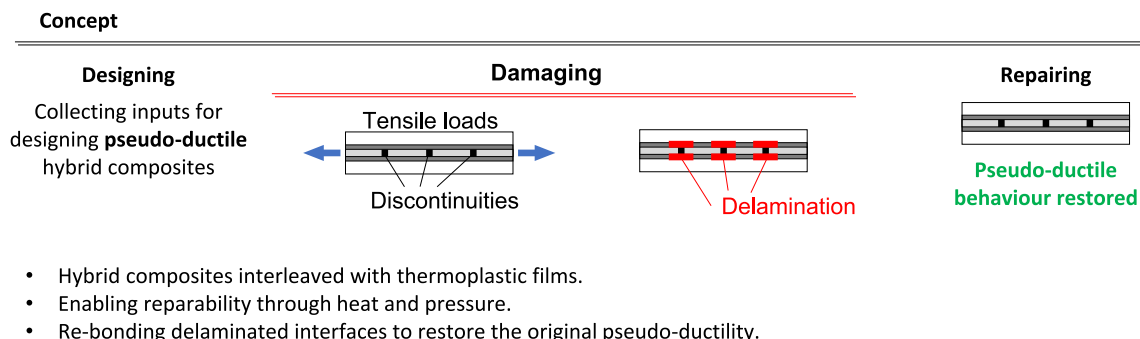 Concept
Designing
Collecting inputs for
designing pseudo-ductile
hybrid composites
Damaging
Tensile loads
Discontinuities
Delamination
Repairing
Pseudo-ductile
behaviour restored
• Hybrid composites interleaved with thermoplastic films.
• Enabling reparability through heat and pressure.
• Re-bonding delaminated interfaces to restore the original pseudo-ductility.